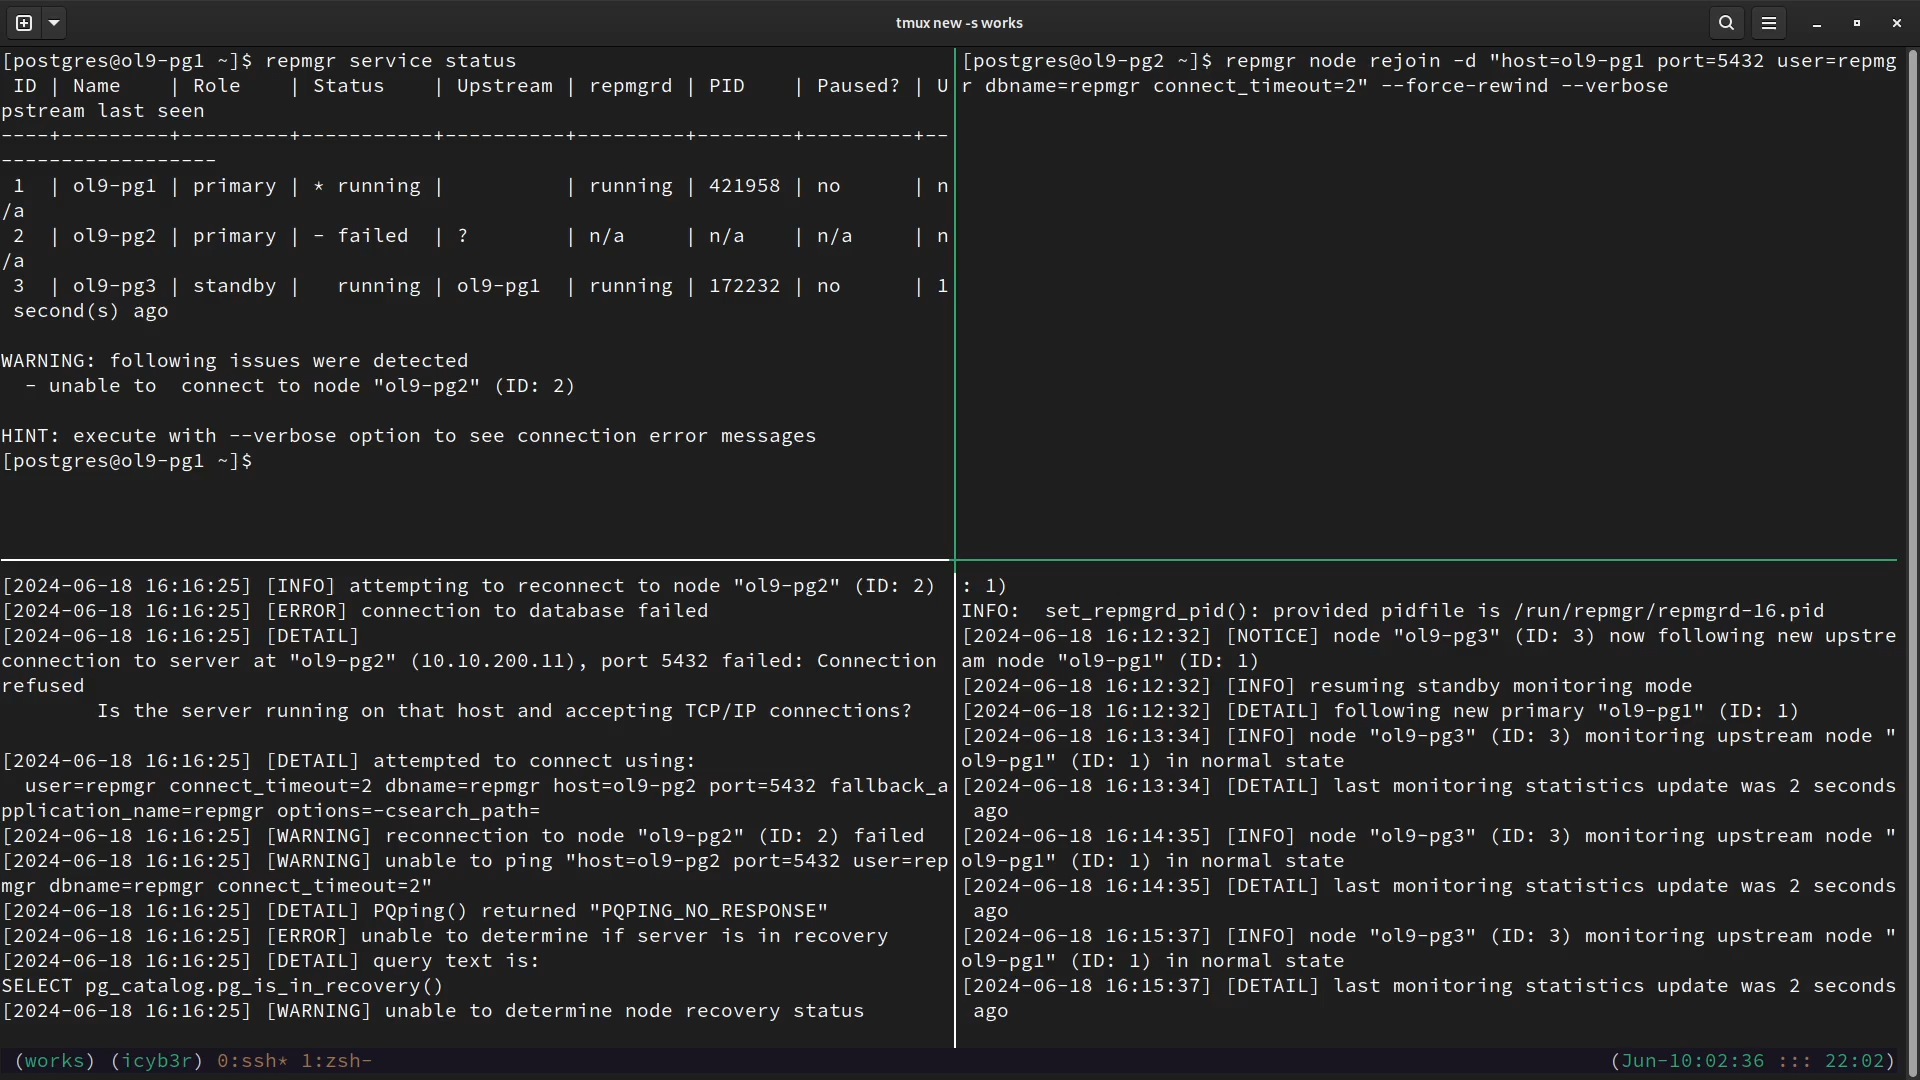 tmux new -s works
[postgres@ol9-pg1 ~]$ repmgr service status
 ID | Name    | Role    | Status    | Upstream | repmgrd | PID    | Paused? | U
pstream last seen
----+---------+---------+-----------+----------+---------+--------+---------+--
------------------
 1  | ol9-pg1 | primary | * running |          | running | 421958 | no      | n
/a
 2  | ol9-pg2 | primary | - failed  | ?        | n/a     | n/a    | n/a     | n
/a
 3  | ol9-pg3 | standby |   running | ol9-pg1  | running | 172232 | no      | 1
 second(s) ago
WARNING: following issues were detected
  - unable to  connect to node "ol9-pg2" (ID: 2)
HINT: execute with --verbose option to see connection error messages
[postgres@ol9-pg1 ~]$
[postgres@ol9-pg2 ~]$ repmgr node rejoin -d "host=ol9-pg1 port=5432 user=repmg
r dbname=repmgr connect_timeout=2" --force-rewind --verbose
[2024-06-18 16:16:25] [INFO] attempting to reconnect to node "ol9-pg2" (ID: 2)
[2024-06-18 16:16:25] [ERROR] connection to database failed
[2024-06-18 16:16:25] [DETAIL]
connection to server at "ol9-pg2" (10.10.200.11), port 5432 failed: Connection
refused
        Is the server running on that host and accepting TCP/IP connections?
[2024-06-18 16:16:25] [DETAIL] attempted to connect using:
  user=repmgr connect_timeout=2 dbname=repmgr host=ol9-pg2 port=5432 fallback_a
pplication_name=repmgr options=-csearch_path=
[2024-06-18 16:16:25] [WARNING] reconnection to node "ol9-pg2" (ID: 2) failed
[2024-06-18 16:16:25] [WARNING] unable to ping "host=ol9-pg2 port=5432 user=rep
mgr dbname=repmgr connect_timeout=2"
[2024-06-18 16:16:25] [DETAIL] PQping() returned "PQPING_NO_RESPONSE"
[2024-06-18 16:16:25] [ERROR] unable to determine if server is in recovery
[2024-06-18 16:16:25] [DETAIL] query text is:
SELECT pg_catalog.pg_is_in_recovery()
[2024-06-18 16:16:25] [WARNING] unable to determine node recovery status
: 1)
INFO:  set_repmgrd_pid(): provided pidfile is /run/repmgr/repmgrd-16.pid
[2024-06-18 16:12:32] [NOTICE] node "ol9-pg3" (ID: 3) now following new upstre
am node "ol9-pg1" (ID: 1)
[2024-06-18 16:12:32] [INFO] resuming standby monitoring mode
[2024-06-18 16:12:32] [DETAIL] following new primary "ol9-pg1" (ID: 1)
[2024-06-18 16:13:34] [INFO] node "ol9-pg3" (ID: 3) monitoring upstream node "
ol9-pg1" (ID: 1) in normal state
[2024-06-18 16:13:34] [DETAIL] last monitoring statistics update was 2 seconds
 ago
[2024-06-18 16:14:35] [INFO] node "ol9-pg3" (ID: 3) monitoring upstream node "
ol9-pg1" (ID: 1) in normal state
[2024-06-18 16:14:35] [DETAIL] last monitoring statistics update was 2 seconds
 ago
[2024-06-18 16:15:37] [INFO] node "ol9-pg3" (ID: 3) monitoring upstream node "
ol9-pg1" (ID: 1) in normal state
[2024-06-18 16:15:37] [DETAIL] last monitoring statistics update was 2 seconds
 ago
(works) (icyb3r) 0:ssh* 1:zsh-
(Jun-10:02:36 ::: 22:02)